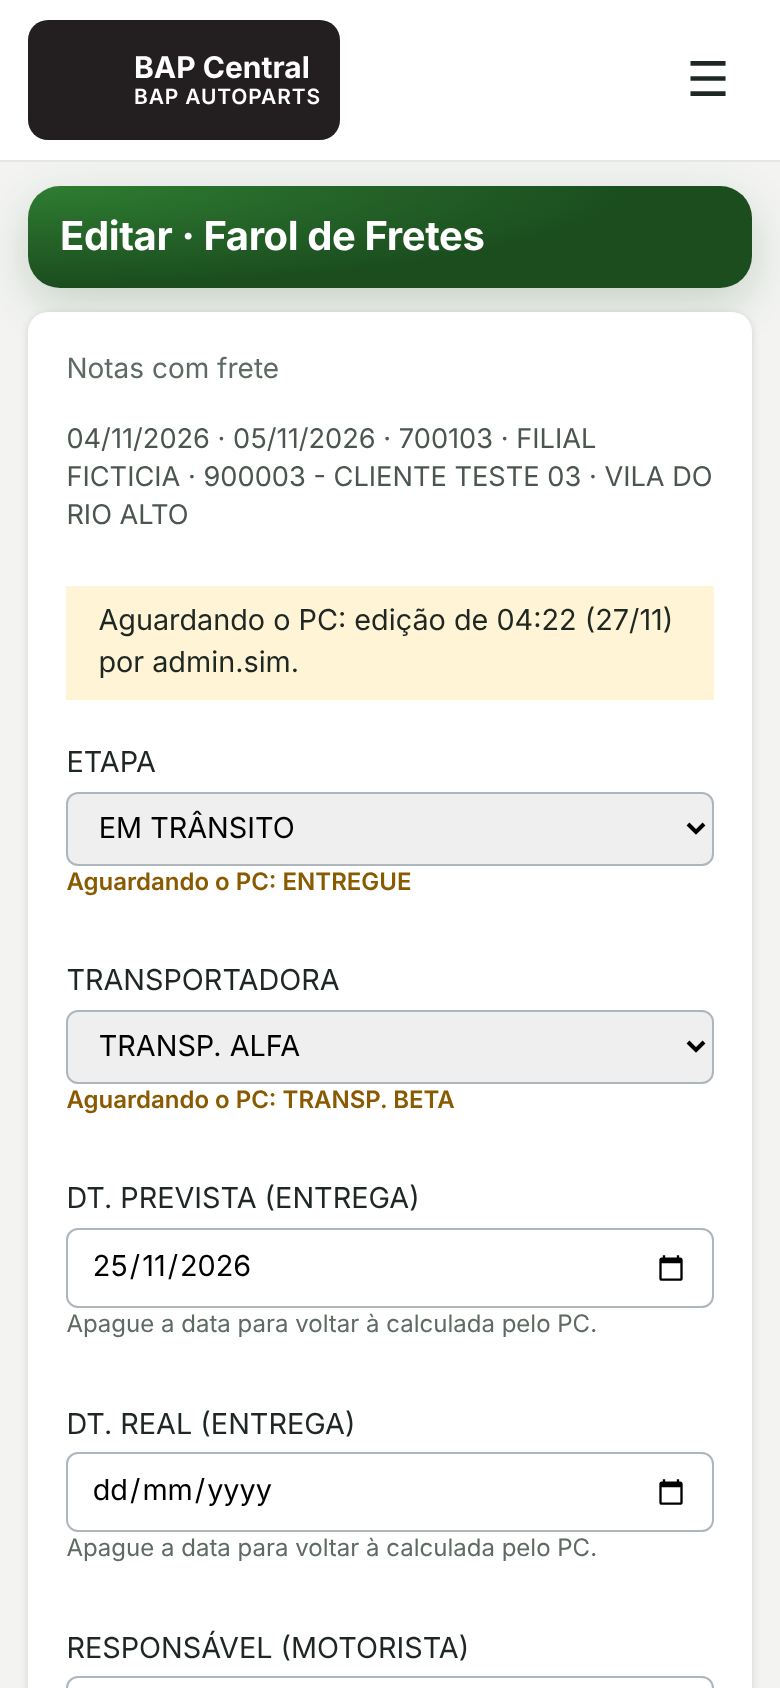 BAP Central
BAP AUTOPARTS
☰
Editar · Farol de Fretes
Notas com frete
04/11/2026 · 05/11/2026 · 700103 · FILIAL
FICTICIA · 900003 - CLIENTE TESTE 03 · VILA DO
RIO ALTO
Aguardando o PC: edição de 04:22 (27/11)
por admin.sim.
ETAPA
EM TRÂNSITO
Aguardando o PC: ENTREGUE
TRANSPORTADORA
TRANSP. ALFA
Aguardando o PC: TRANSP. BETA
DT. PREVISTA (ENTREGA)
25/11/2026
Apague a data para voltar à calculada pelo PC.
DT. REAL (ENTREGA)
dd/mm/yyyy
Apague a data para voltar à calculada pelo PC.
RESPONSÁVEL (MOTORISTA)